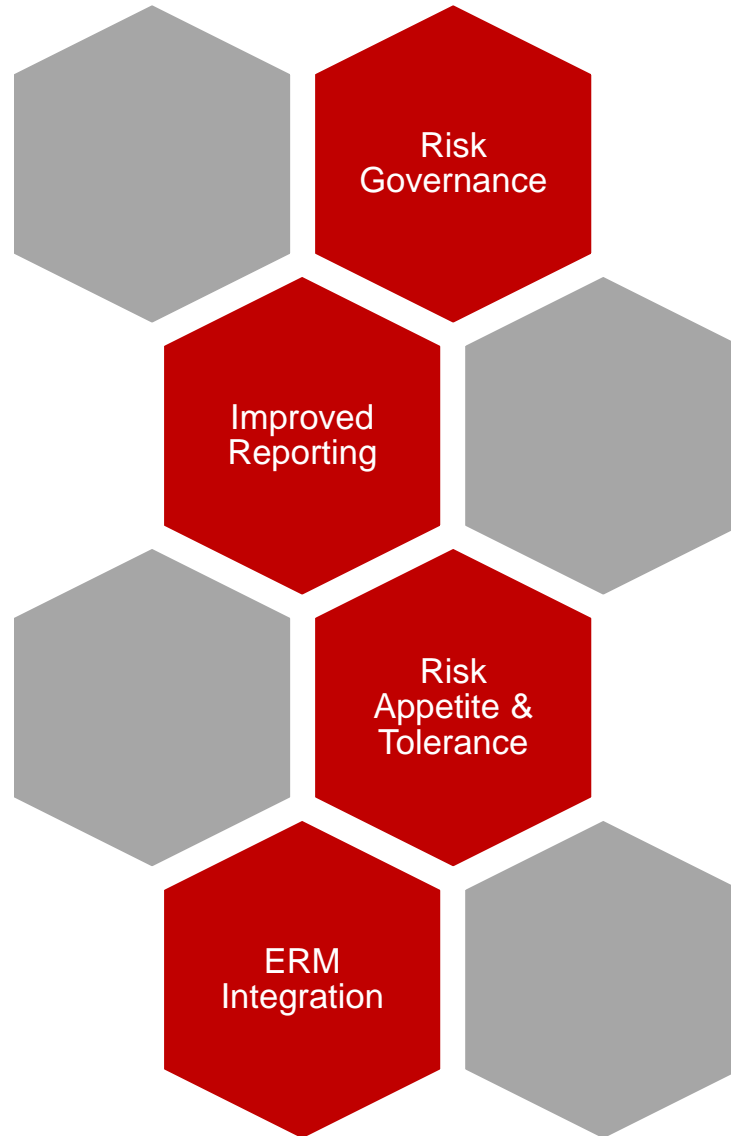 Risk
Governance
Improved
Reporting
Risk
Appetite &
Tolerance
ERM
Integration